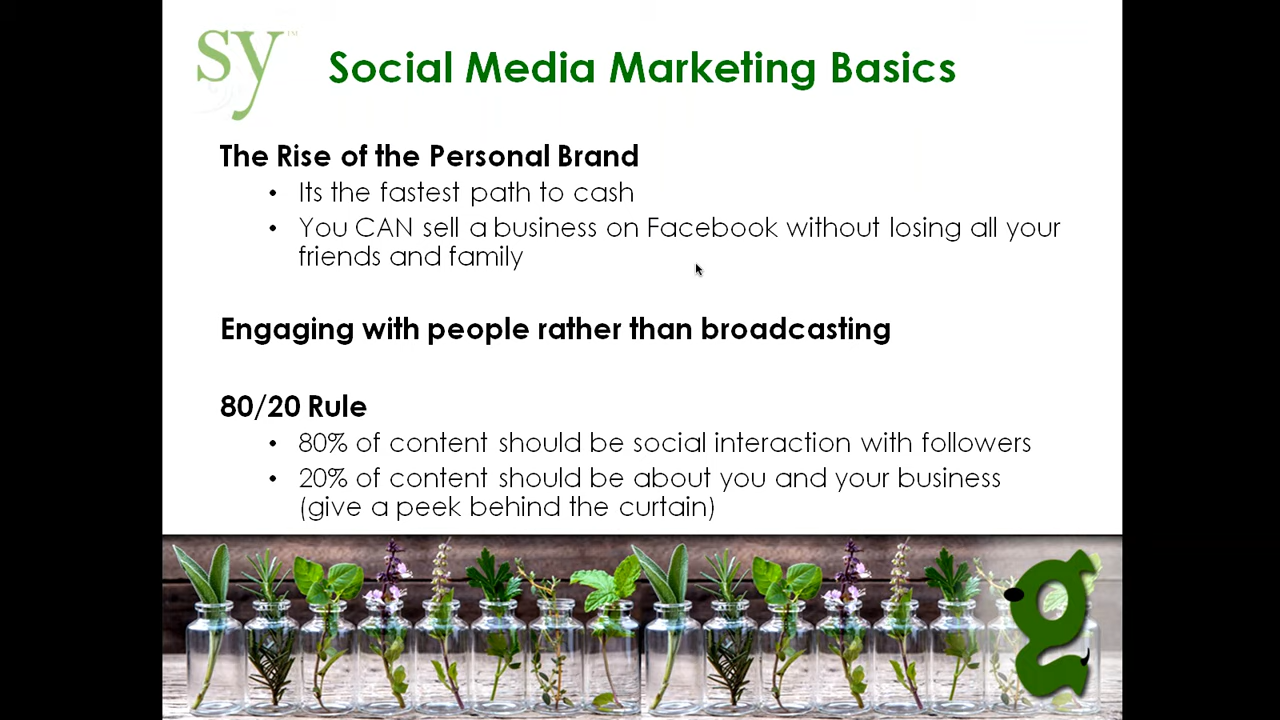 sy™
Social Media Marketing Basics
The Rise of the Personal Brand
• Its the fastest path to cash
• You CAN sell a business on Facebook without losing all your
friends and family
Engaging with people rather than broadcasting
80/20 Rule
• 80% of content should be social interaction with followers
• 20% of content should be about you and your business
(give a peek behind the curtain)
g